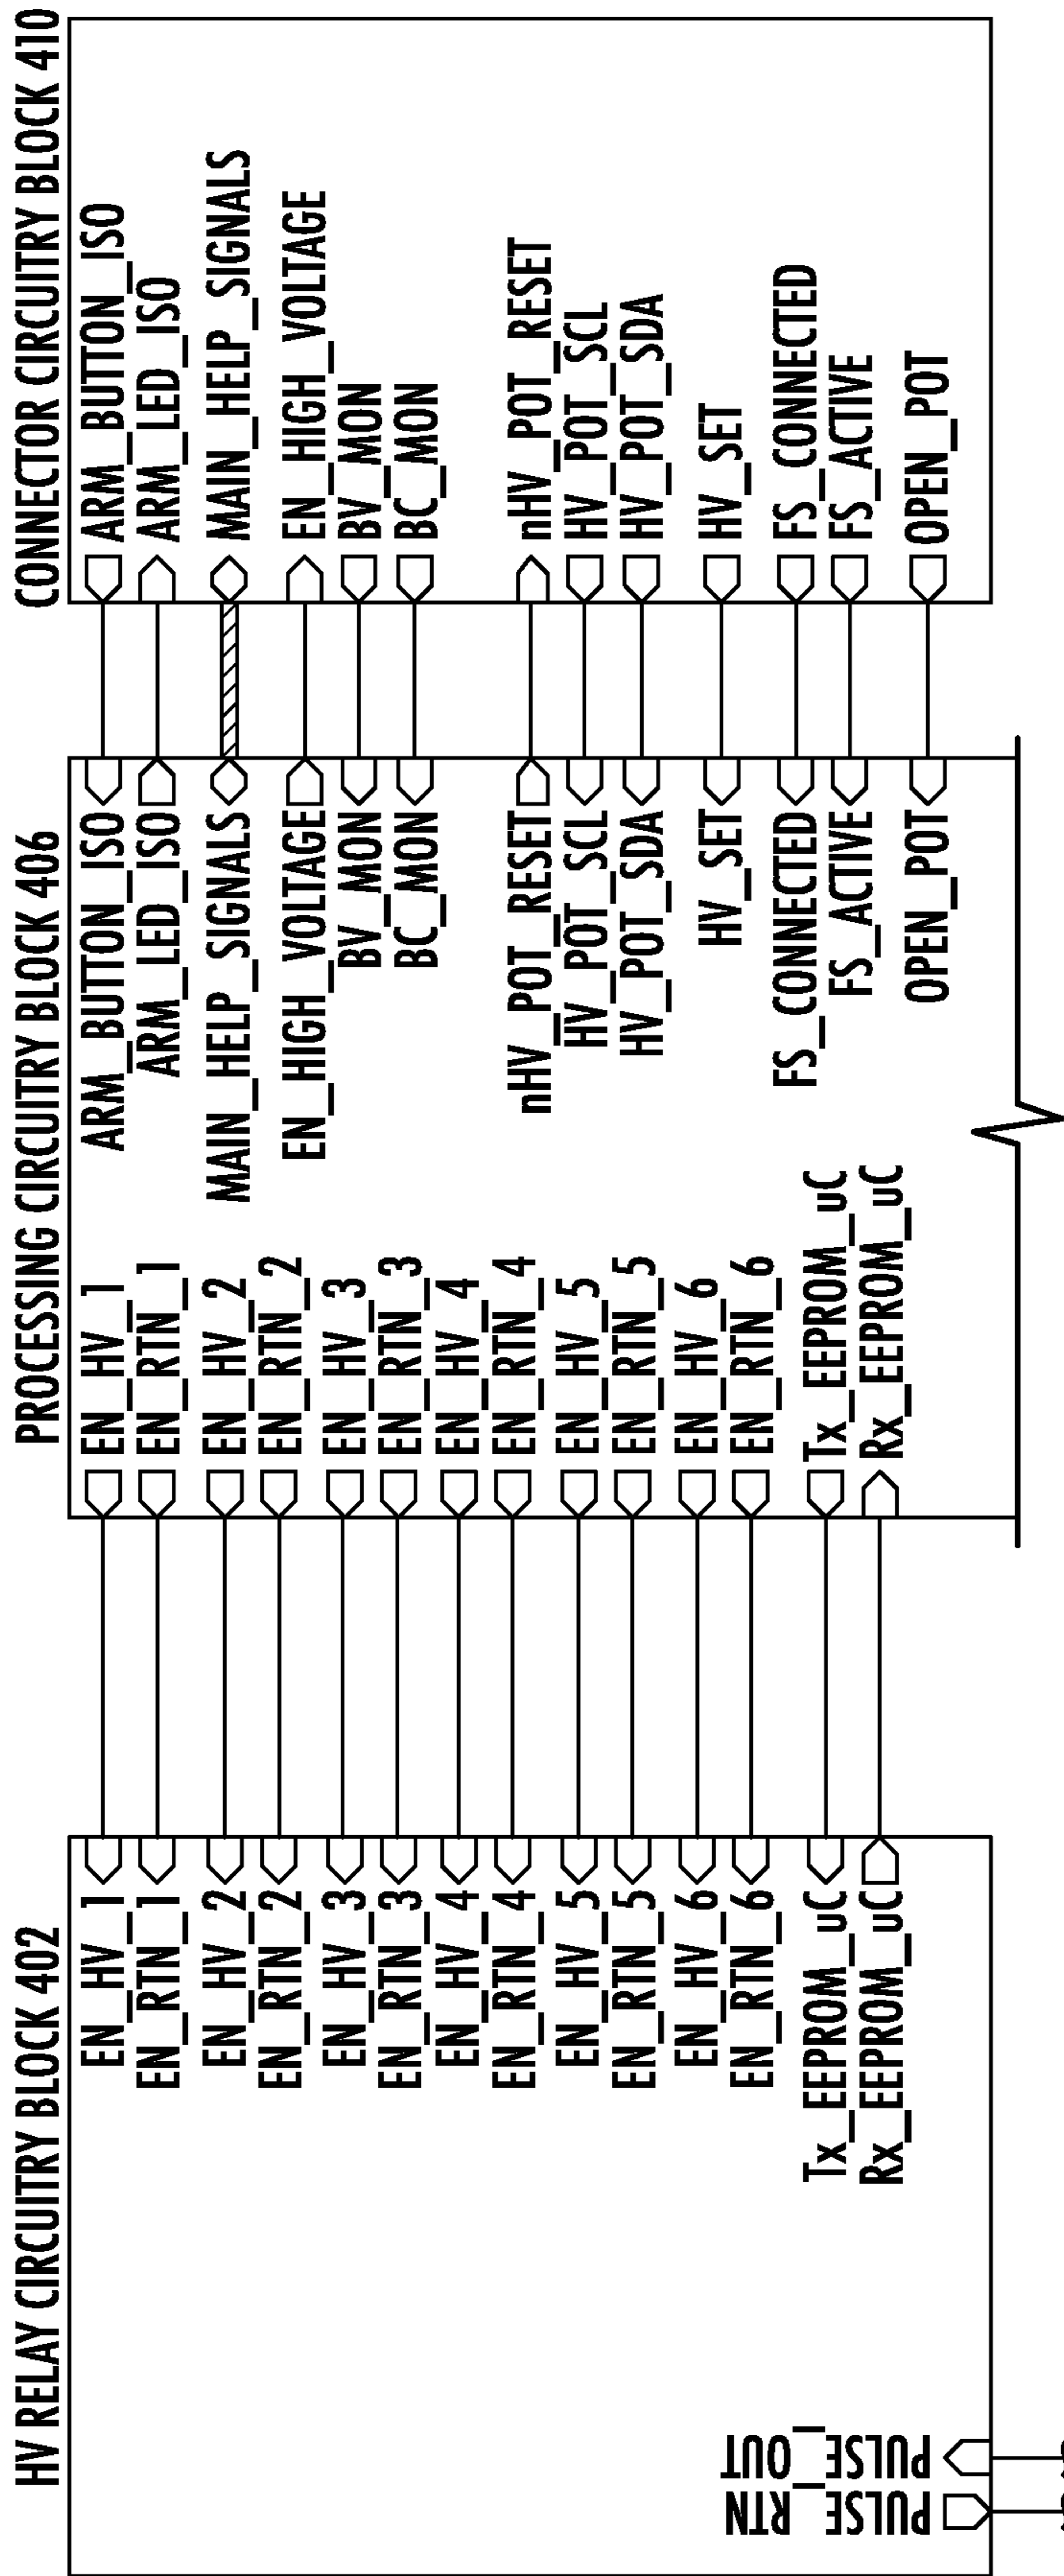 HV RELAY CIRCUITRY BLOCK 402
EN_HV_1
EN_RTN_1
EN_HV_2
EN_RTN_2
EN_HV_3
EN_RTN_3
EN_HV_4
EN_RTN_4
EN_HV_5
EN_RTN_5
EN_HV_6
EN_RTN_6
Tx_EEPROM_uC
Rx_EEPROM_uC
PULSE_RTN
PULSE_OUT
PROCESSING CIRCUITRY BLOCK 406
EN_HV_1
EN_RTN_1
EN_HV_2
EN_RTN_2
EN_HV_3
EN_RTN_3
EN_HV_4
EN_RTN_4
EN_HV_5
EN_RTN_5
EN_HV_6
EN_RTN_6
Tx_EEPROM_uC
Rx_EEPROM_uC
ARM_BUTTON_ISO
ARM_LED_ISO
MAIN_HELP_SIGNALS
EN_HIGH_VOLTAGE
BV_MON
BC_MON
nHV_POT_RESET
HV_POT_SCL
HV_POT_SDA
HV_SET
FS_CONNECTED
FS_ACTIVE
OPEN_POT
CONNECTOR CIRCUITRY BLOCK 410
ARM_BUTTON_ISO
ARM_LED_ISO
MAIN_HELP_SIGNALS
EN_HIGH_VOLTAGE
BV_MON
BC_MON
nHV_POT_RESET
HV_POT_SCL
HV_POT_SDA
HV_SET
FS_CONNECTED
FS_ACTIVE
OPEN_POT